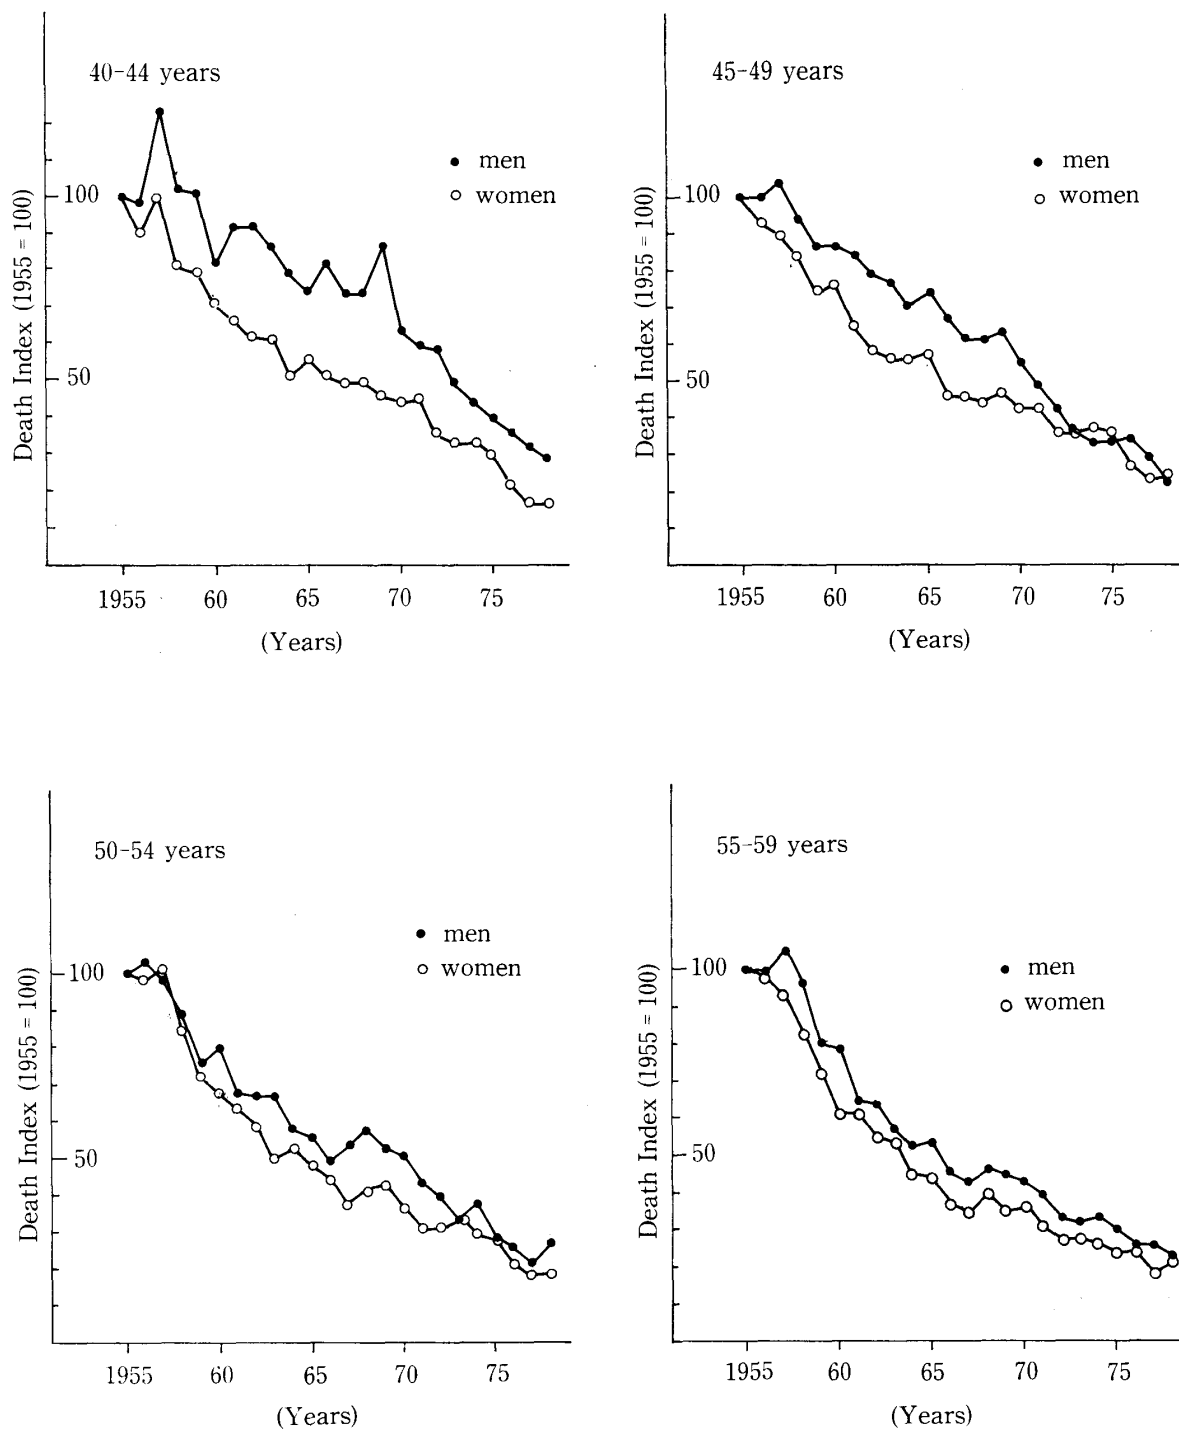 40-44 years
men
women
100
50
Death Index (1955 = 100)
1955 60 65 70 75
(Years)
45-49 years
men
women
100
50
Death Index (1955 = 100)
1955 60 65 70 75
(Years)
50-54 years
men
women
100
50
Death Index (1955 = 100)
1955 60 65 70 75
(Years)
55-59 years
men
women
100
50
Death Index (1955 = 100)
1955 60 65 70 75
(Years)